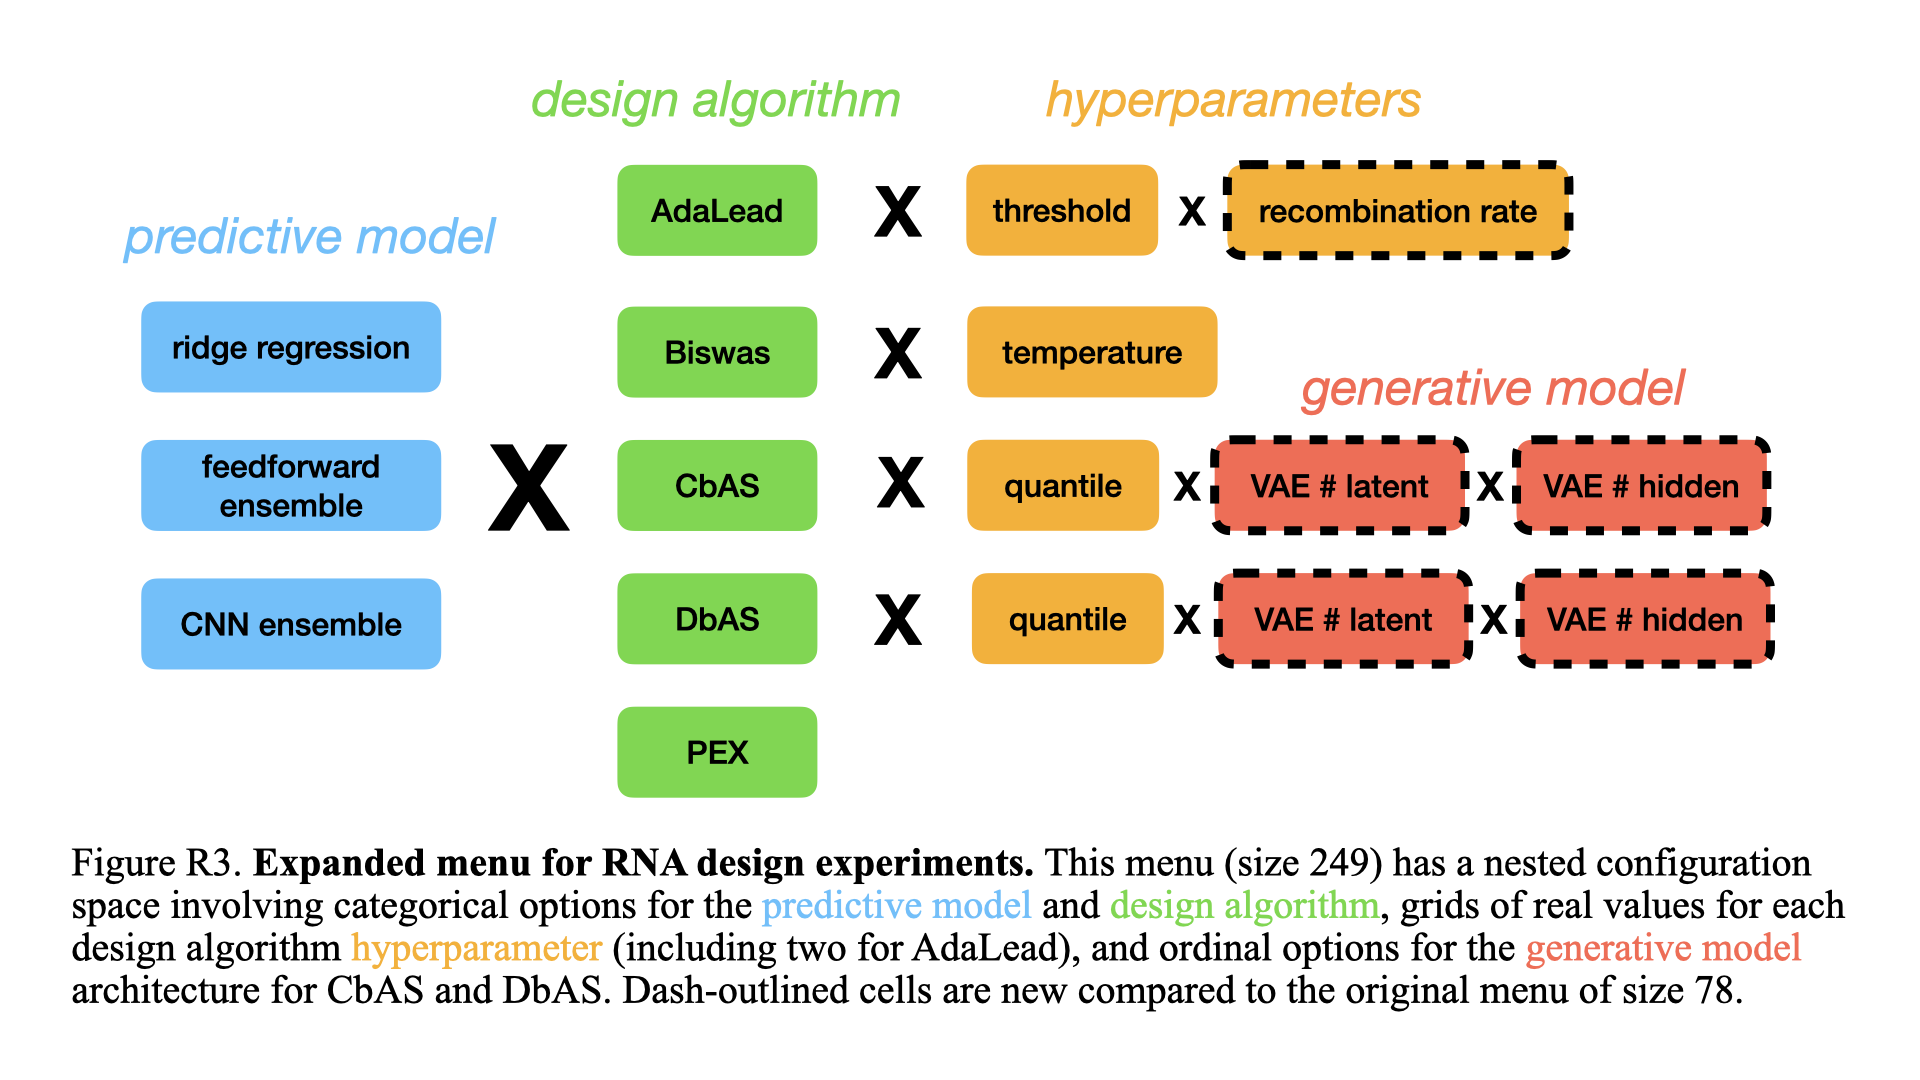 design algorithm
hyperparameters
AdaLead X threshold x recombination rate
predictive model
ridge regression
Biswas X temperature
generative model
feedforward
ensemble
X
CbAS X quantile x VAE # latent x VAE # hidden
CNN ensemble
DbAS X quantile x VAE # latent x VAE # hidden
PEX
Figure R3. Expanded menu for RNA design experiments. This menu (size 249) has a nested configuration
space involving categorical options for the predictive model and design algorithm, grids of real values for each
design algorithm hyperparameter (including two for AdaLead), and ordinal options for the generative model
architecture for CbAS and DbAS. Dash-outlined cells are new compared to the original menu of size 78.